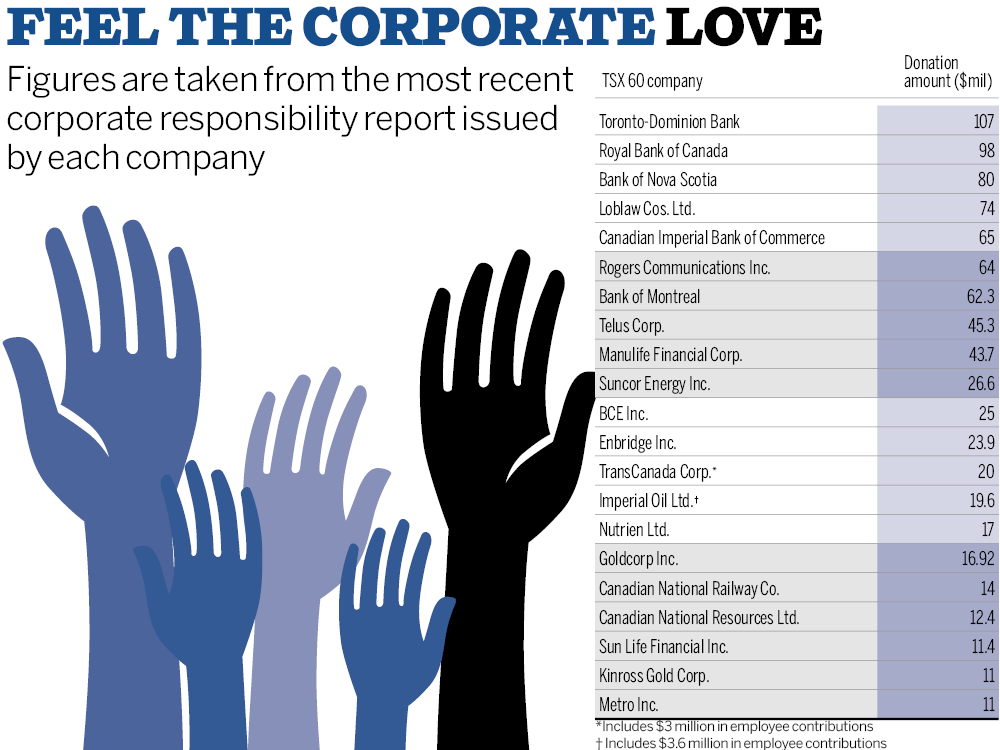 FEEL THE CORPORATE LOVE
Figures are taken from the most recent
corporate responsibility report issued
by each company
TSX 60 company Donation amount ($mil)
Toronto-Dominion Bank 107
Royal Bank of Canada 98
Bank of Nova Scotia 80
Loblaw Cos. Ltd. 74
Canadian Imperial Bank of Commerce 65
Rogers Communications Inc. 64
Bank of Montreal 62.3
Telus Corp. 45.3
Manulife Financial Corp. 43.7
Suncor Energy Inc. 26.6
BCE Inc. 25
Enbridge Inc. 23.9
TransCanada Corp.* 20
Imperial Oil Ltd.† 19.6
Nutrien Ltd. 17
Goldcorp Inc. 16.92
Canadian National Railway Co. 14
Canadian National Resources Ltd. 12.4
Sun Life Financial Inc. 11.4
Kinross Gold Corp. 11
Metro Inc. 11
*Includes $3 million in employee contributions
† Includes $3.6 million in employee contributions